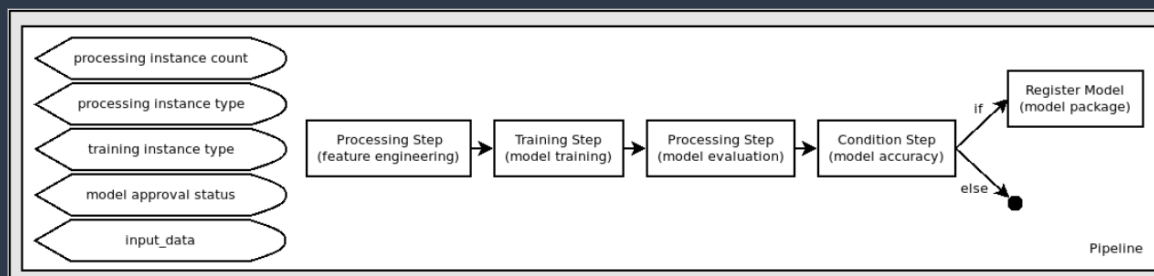 processing instance count
processing instance type
training instance type
model approval status
input_data
Processing Step
(feature engineering)
Training Step
(model training)
Processing Step
(model evaluation)
Condition Step
(model accuracy)
if
else
Register Model
(model package)
Pipeline